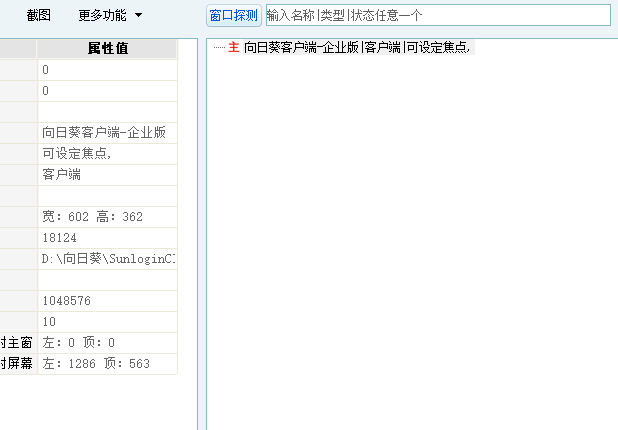 截图 更多功能 窗口探测 输入名称|类型|状态任意一个
属性值
主 向日葵客户端-企业版|客户端|可设定焦点,
0
0
向日葵客户端-企业版
可设定焦点,
客户端
宽: 602 高: 362
18124
D:\向日葵\SunloginCl
1048576
10
对主窗 左: 0 顶: 0
对屏幕 左: 1286 顶: 563